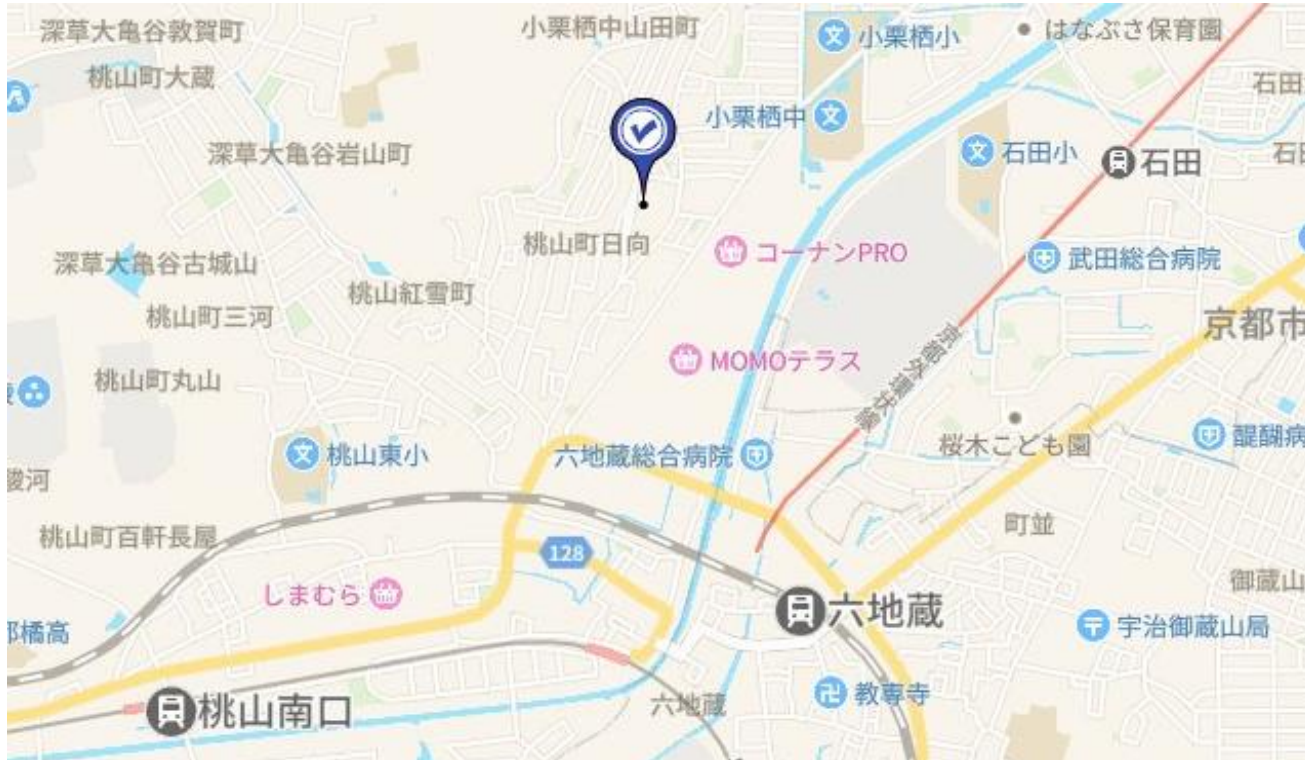 深草大亀谷敦賀町
小栗栖中山田町
小栗栖小
はなぶさ保育園
桃山町大蔵
石田
小栗栖中
深草大亀谷岩山町
石田小
石田
桃山町日向
コーナンPRO
武田総合病院
深草大亀谷古城山
桃山紅雪町
桃山町三河
京都市
京都外環状線
MOMOテラス
桃山町丸山
桜木こども園
醍醐病
桃山東小
六地蔵総合病院
駿河
町並
桃山町百軒長屋
128
御蔵山
しまむら
六地蔵
宇治御蔵山局
橋高
教専寺
桃山南口
六地蔵